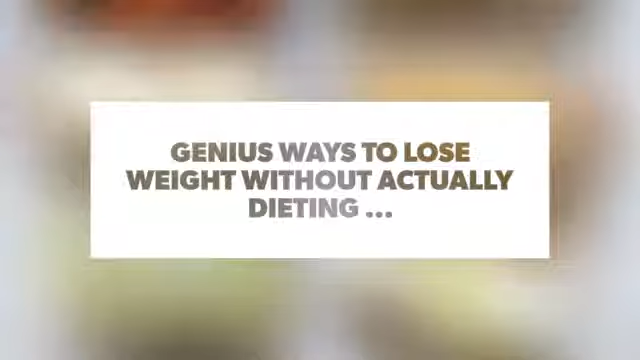 GENIUS WAYS TO LOSE
WEIGHT WITHOUT ACTUALLY
DIETING ...